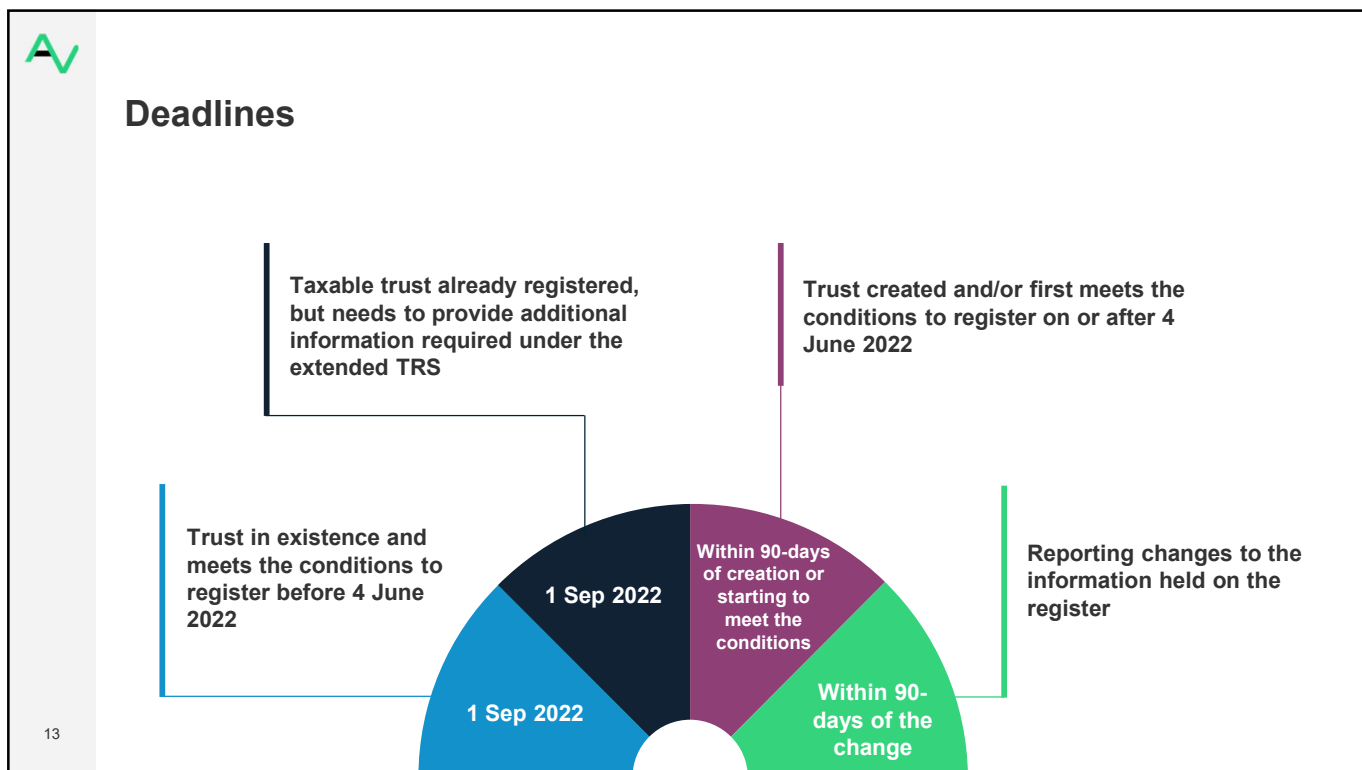 Deadlines
Taxable trust already registered,
but needs to provide additional
information required under the
extended TRS
Trust created and/or first meets the
conditions to register on or after 4
June 2022
Trust in existence and
meets the conditions to
register before 4 June
2022
1 Sep 2022
1 Sep 2022
Within 90-days
of creation or
starting to
meet the
conditions
Within 90-
days of the
change
Reporting changes to the
information held on the
register
13